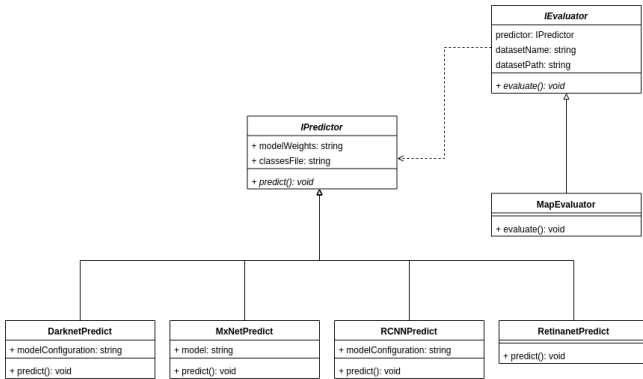 IEvaluator
predictor: IPredictor
datasetName: string
datasetPath: string
+ evaluate(): void
IPredictor
+ modelWeights: string
+ classesFile: string
+ predict(): void
MapEvaluator
+ evaluate(): void
DarknetPredict
+ modelConfiguration: string
+ predict(): void
MxNetPredict
+ model: string
+ predict(): void
RCNNPredict
+ modelConfiguration: string
+ predict(): void
RetinanetPredict
+ predict(): void